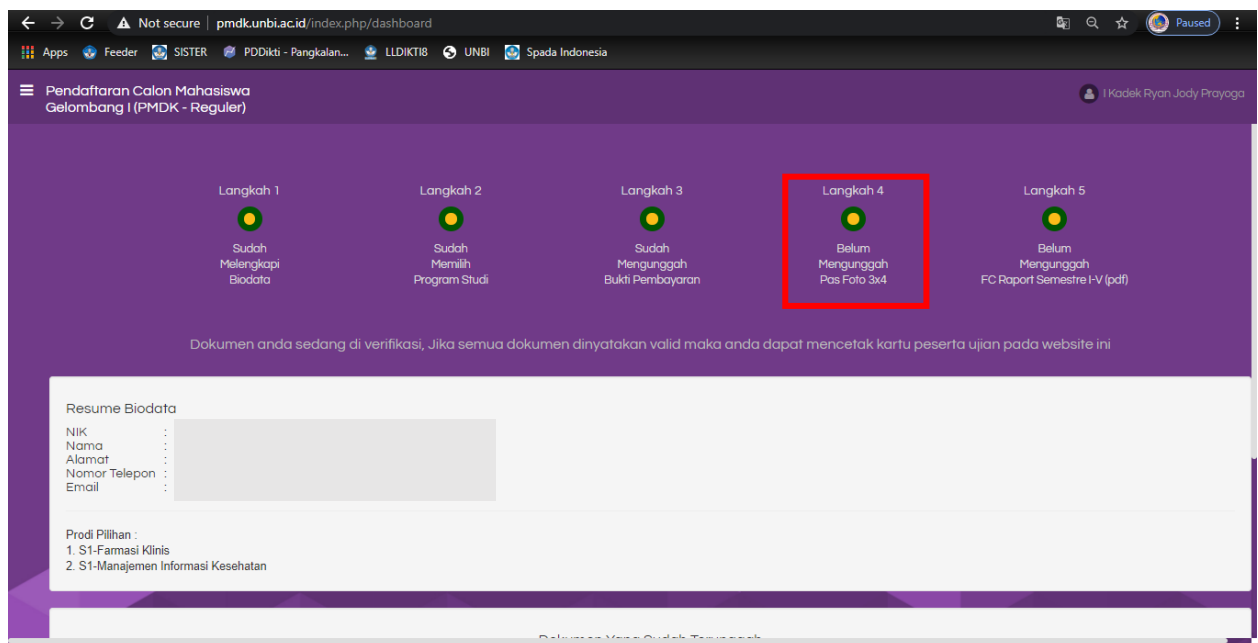 Not secure | pmdk.unbi.ac.id/index.php/dashboard
Paused
Apps Feeder SISTER PDDikti - Pangkalan... LLDIKTI8 UNBI Spada Indonesia
Pendaftaran Calon Mahasiswa
Gelombang I (PMDK - Reguler)
I Kadek Ryan Jody Prayoga
Langkah 1
Sudah
Melengkapi
Biodata
Langkah 2
Sudah
Memilih
Program Studi
Langkah 3
Sudah
Mengunggah
Bukti Pembayaran
Langkah 4
Belum
Mengunggah
Pas Foto 3x4
Langkah 5
Belum
Mengunggah
FC Raport Semestre I-V (pdf)
Dokumen anda sedang di verifikasi, Jika semua dokumen dinyatakan valid maka anda dapat mencetak kartu peserta ujian pada website ini
Resume Biodata
NIK :
Nama :
Alamat :
Nomor Telepon :
Email :
Prodi Pilihan :
1. S1-Farmasi Klinis
2. S1-Manajemen Informasi Kesehatan
Dokumen Yang Sudah Terunggah